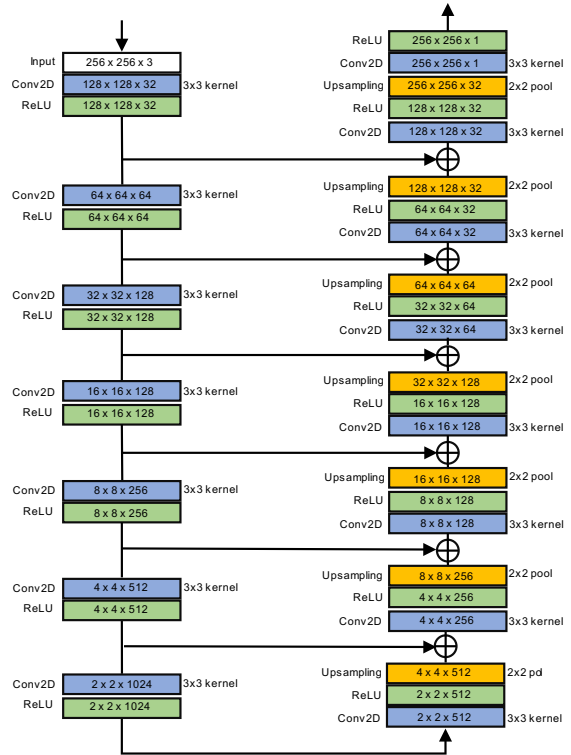 Input 256 x 256 x 3
Conv2D 128 x 128 x 32 3x3 kernel
ReLU 128 x 128 x 32
Conv2D 64 x 64 x 64 3x3 kernel
ReLU 64 x 64 x 64
Conv2D 32 x 32 x 128 3x3 kernel
ReLU 32 x 32 x 128
Conv2D 16 x 16 x 128 3x3 kernel
ReLU 16 x 16 x 128
Conv2D 8 x 8 x 256 3x3 kernel
ReLU 8 x 8 x 256
Conv2D 4 x 4 x 512 3x3 kernel
ReLU 4 x 4 x 512
Conv2D 2 x 2 x 1024 3x3 kernel
ReLU 2 x 2 x 1024
ReLU 256 x 256 x 1
Conv2D 256 x 256 x 1 3x3 kernel
Upsampling 256 x 256 x 32 2x2 pool
ReLU 128 x 128 x 32
Conv2D 128 x 128 x 32 3x3 kernel
Upsampling 128 x 128 x 32 2x2 pool
ReLU 64 x 64 x 32
Conv2D 64 x 64 x 32 3x3 kernel
Upsampling 64 x 64 x 64 2x2 pool
ReLU 32 x 32 x 64
Conv2D 32 x 32 x 64 3x3 kernel
Upsampling 32 x 32 x 128 2x2 pool
ReLU 16 x 16 x 128
Conv2D 16 x 16 x 128 3x3 kernel
Upsampling 16 x 16 x 128 2x2 pool
ReLU 8 x 8 x 128
Conv2D 8 x 8 x 128 3x3 kernel
Upsampling 8 x 8 x 256 2x2 pool
ReLU 4 x 4 x 256
Conv2D 4 x 4 x 256 3x3 kernel
Upsampling 4 x 4 x 512 2x2 pol
ReLU 2 x 2 x 512
Conv2D 2 x 2 x 512 3x3 kernel